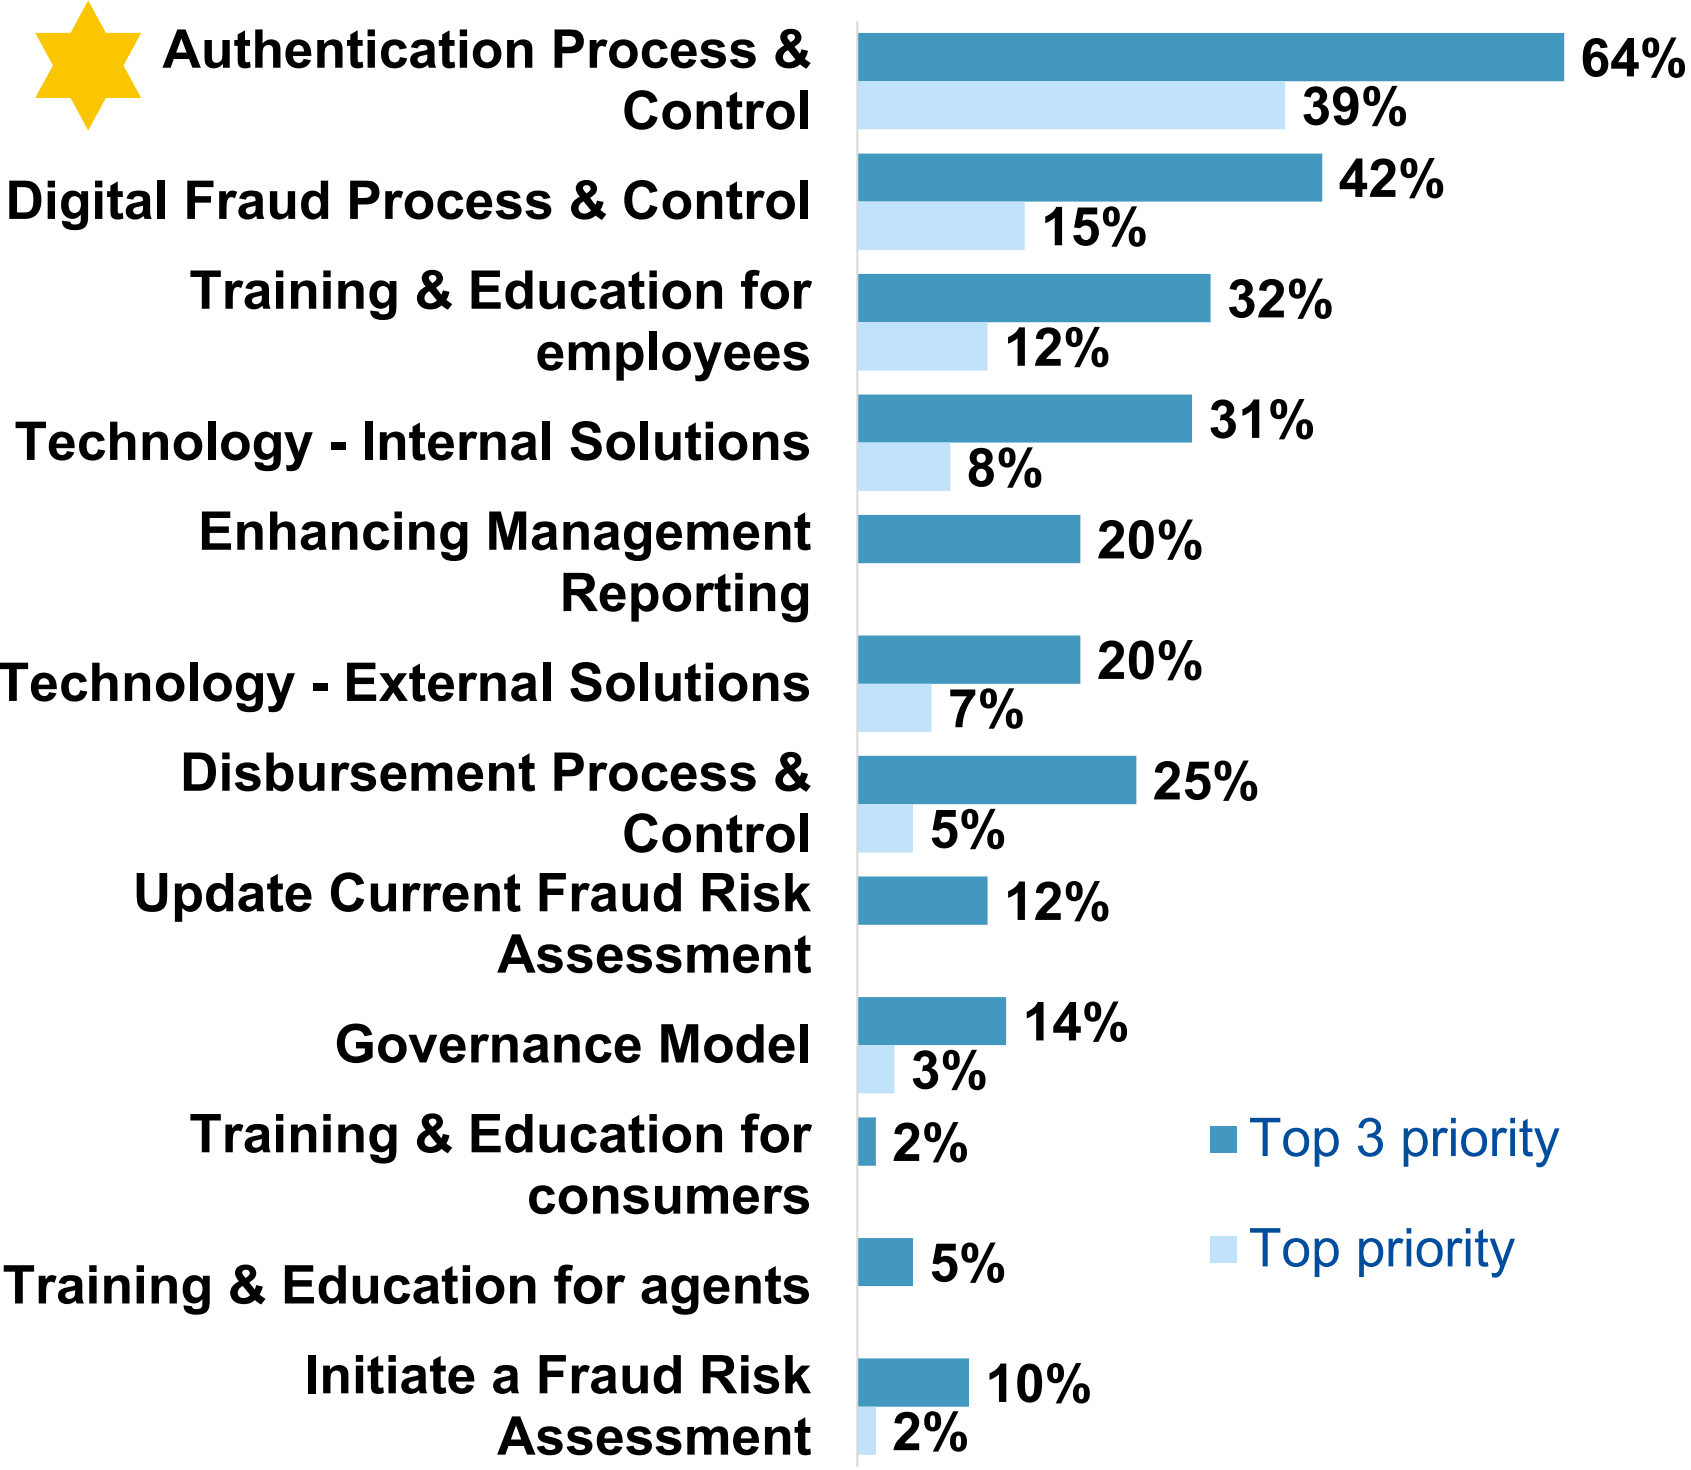 Authentication Process &
Control
64%
39%
Digital Fraud Process & Control
42%
15%
Training & Education for
employees
32%
12%
Technology - Internal Solutions
31%
8%
Enhancing Management
Reporting
20%
Technology - External Solutions
20%
7%
Disbursement Process &
Control
25%
5%
Update Current Fraud Risk
Assessment
12%
Governance Model
14%
3%
Training & Education for
consumers
2%
Training & Education for agents
5%
Initiate a Fraud Risk
Assessment
10%
2%
Top 3 priority
Top priority